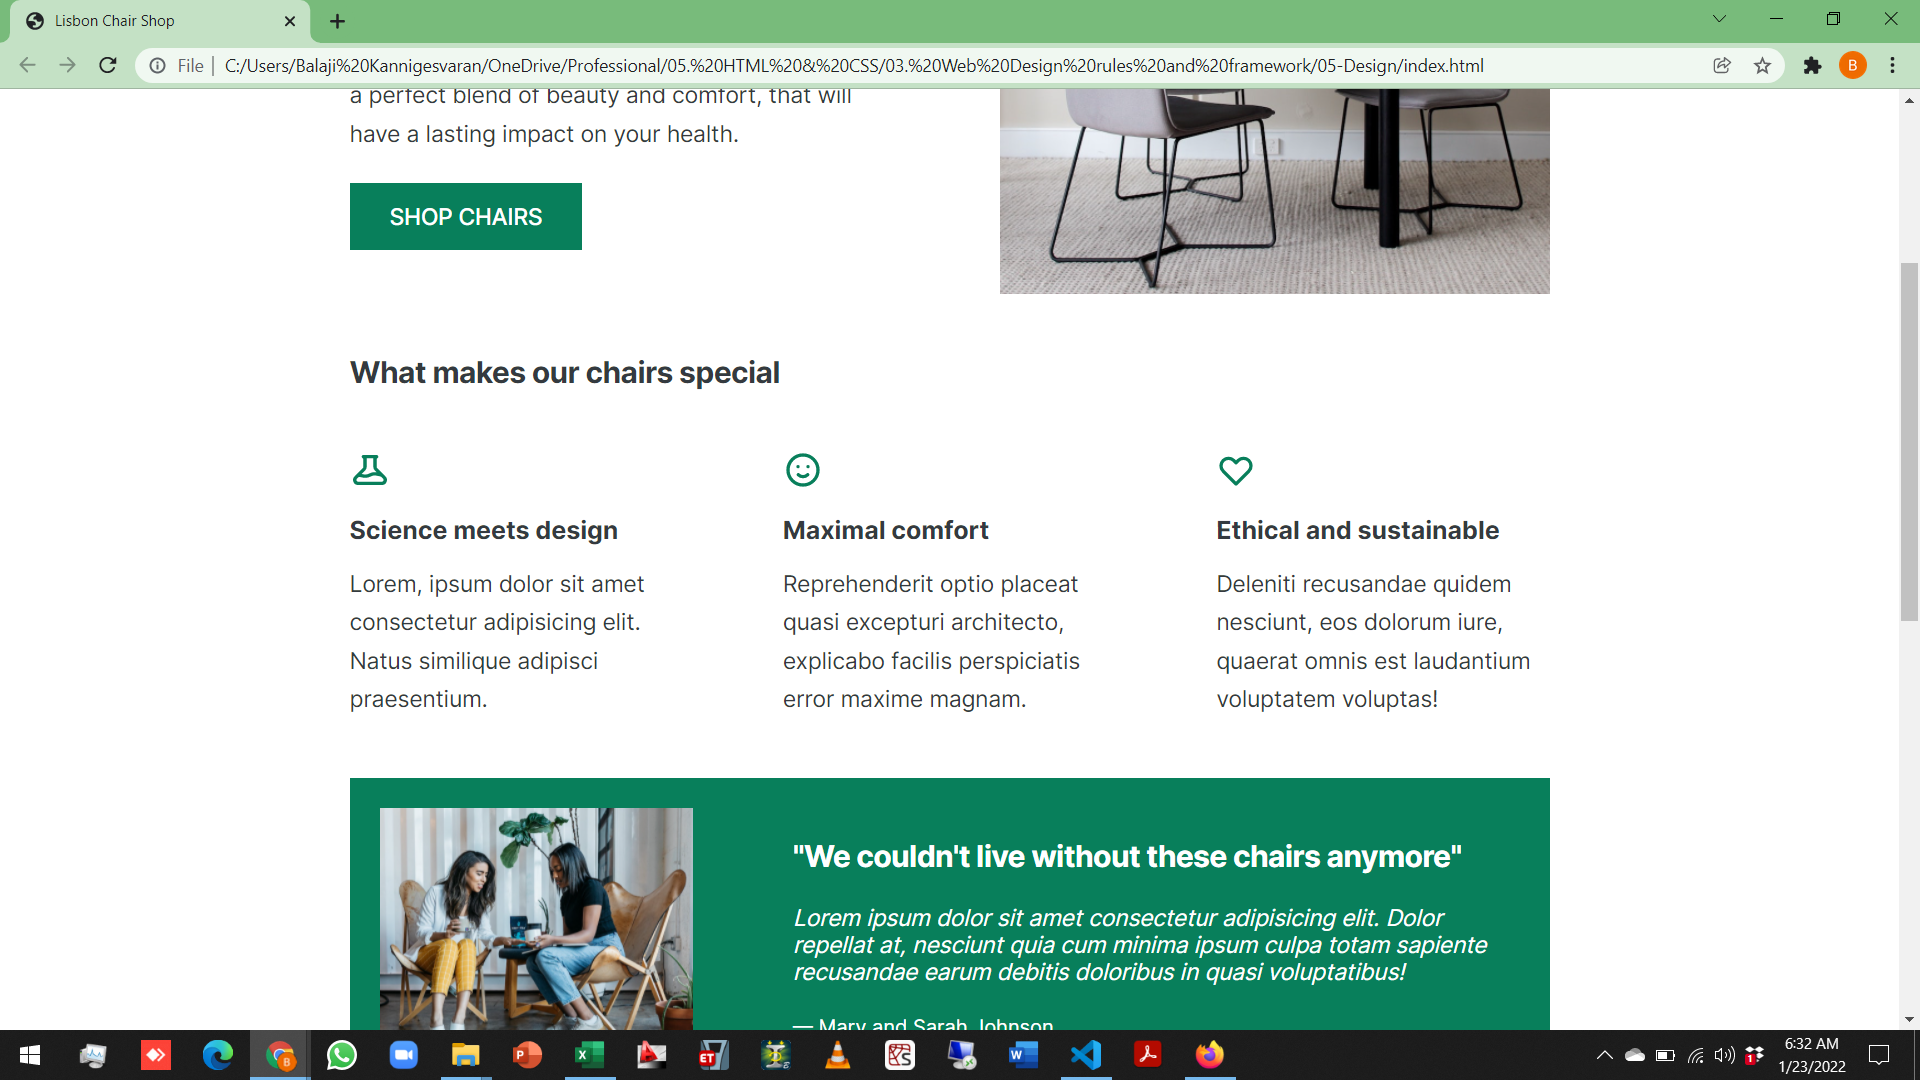 Lisbon Chair Shop
File
C:/Users/Balaji%20Kannigesvaran/OneDrive/Professional/05.%20HTML%20&%20CSS/03.%20Web%20Design%20rules%20and%20framework/05-Design/index.html
B
a perfect blend of beauty and comfort, that will
have a lasting impact on your health.
SHOP CHAIRS
What makes our chairs special
Science meets design
Lorem, ipsum dolor sit amet
consectetur adipisicing elit.
Natus similique adipisci
praesentium.
Maximal comfort
Reprehenderit optio placeat
quasi excepturi architecto,
explicabo facilis perspiciatis
error maxime magnam.
Ethical and sustainable
Deleniti recusandae quidem
nesciunt, eos dolorum iure,
quaerat omnis est laudantium
voluptatem voluptas!
"We couldn't live without these chairs anymore"
Lorem ipsum dolor sit amet consectetur adipisicing elit. Dolor
repellat at, nesciunt quia cum minima ipsum culpa totam sapiente
recusandae earum debitis doloribus in quasi voluptatibus!
— Mary and Sarah Johnson
6:32 AM
1/23/2022